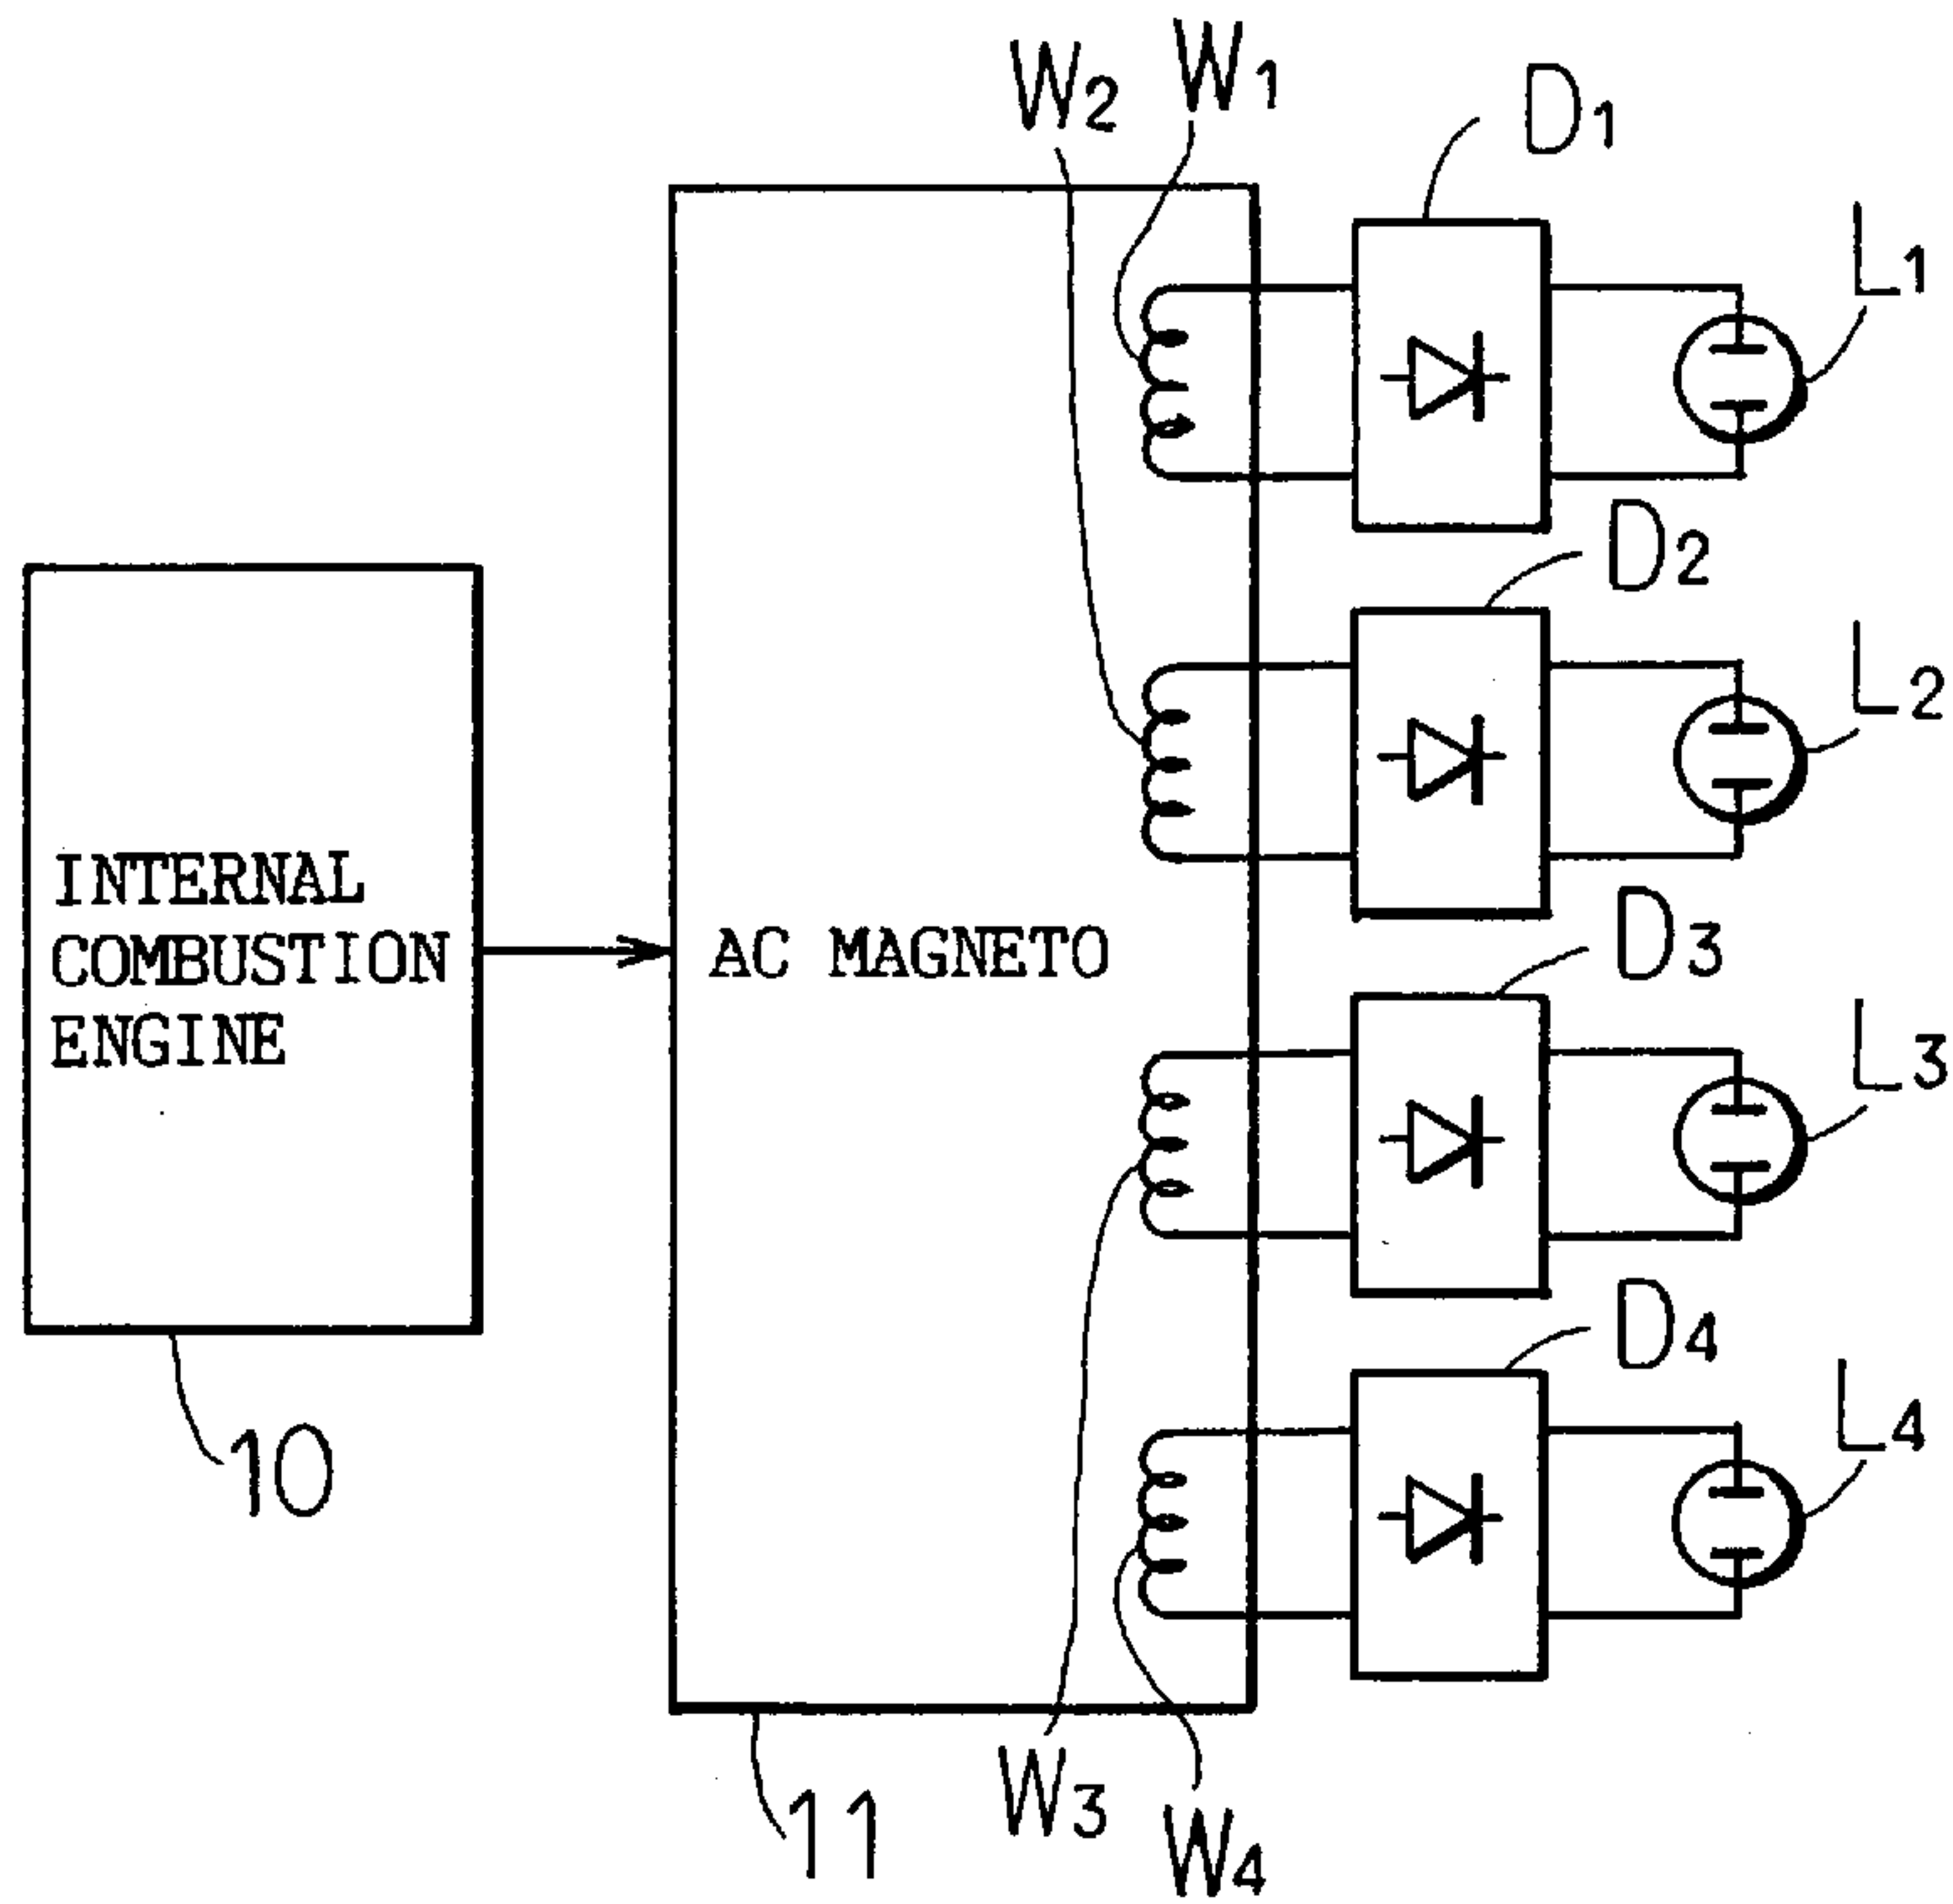 W2
W1
D1
L1
D2
L2
INTERNAL
COMBUSTION
ENGINE
AC MAGNETO
D3
L3
D4
L4
10
11
W3
W4